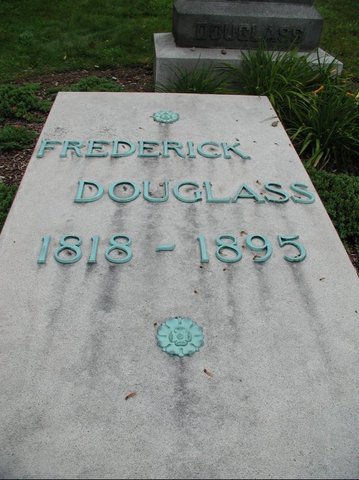 DOUGLASS
FREDERICK
DOUGLASS
1818 - 1895